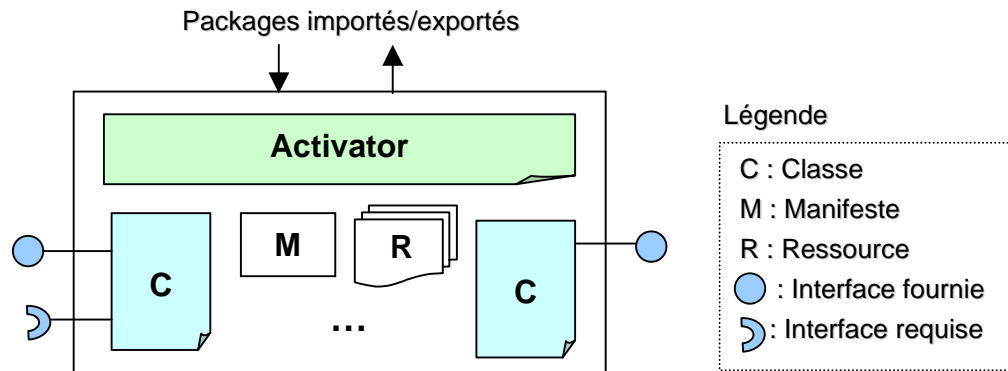 Packages importés/exportés
Activator
C
M
R
C
...
Légende
C : Classe
M : Manifeste
R : Ressource
: Interface fournie
: Interface requise